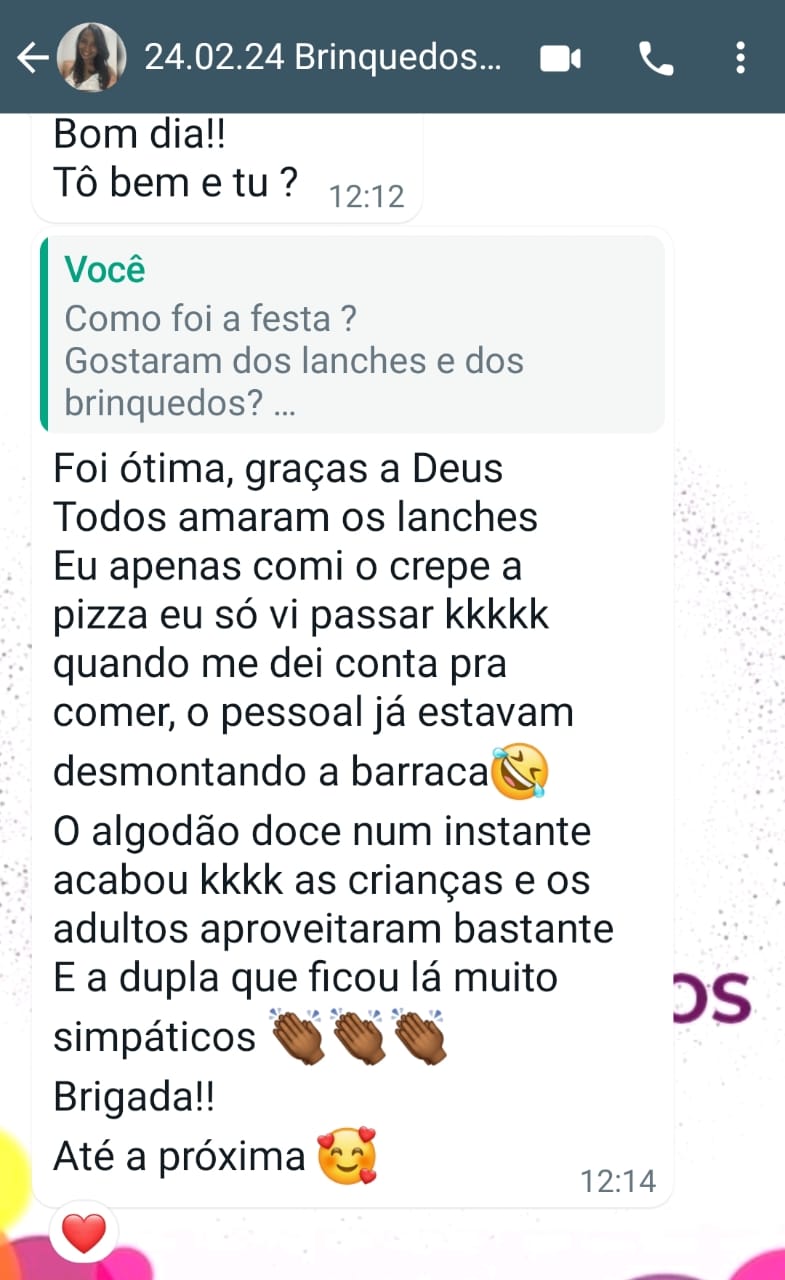 24.02.24 Brinquedos...
Bom dia!!
Tô bem e tu ?
12:12
Você
Como foi a festa ?
Gostaram dos lanches e dos
brinquedos? ...
Foi ótima, graças a Deus
Todos amaram os lanches
Eu apenas comi o crepe a
pizza eu só vi passar kkkkk
quando me dei conta pra
comer, o pessoal já estavam
desmontando a barraca🤣
O algodão doce num instante
acabou kkkk as crianças e os
adultos aproveitaram bastante
E a dupla que ficou lá muito
simpáticos 👏🏾👏🏾👏🏾
Brigada!!
Até a próxima 🥰
12:14
❤️